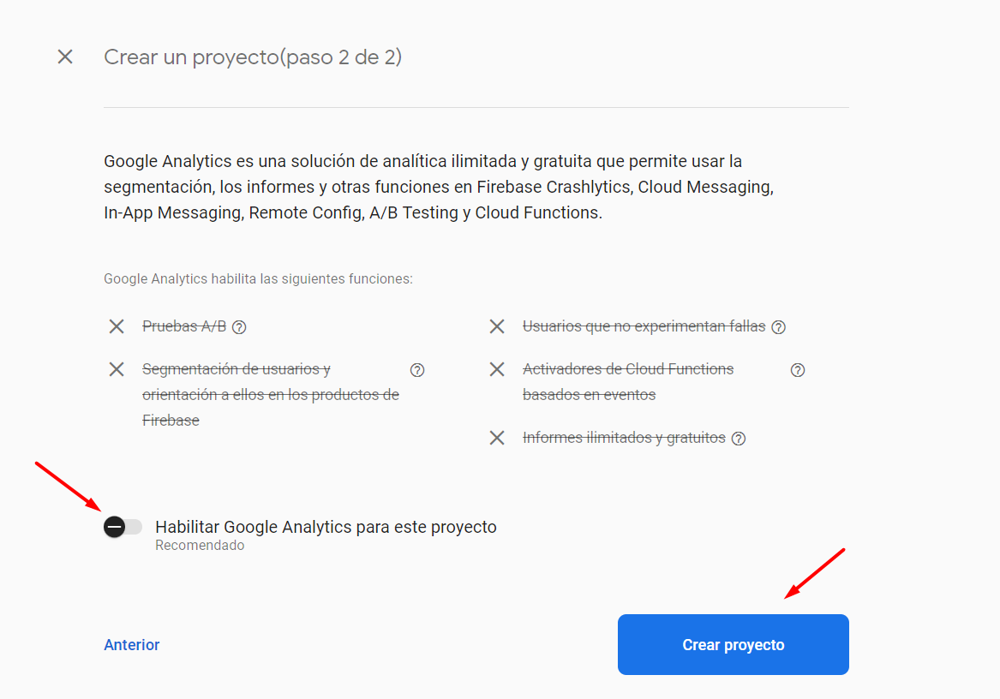 Crear un proyecto(paso 2 de 2)
Google Analytics es una solución de analítica ilimitada y gratuita que permite usar la
segmentación, los informes y otras funciones en Firebase Crashlytics, Cloud Messaging,
In-App Messaging, Remote Config, A/B Testing y Cloud Functions.
Google Analytics habilita las siguientes funciones:
Pruebas A/B
Segmentación de usuarios y
orientación a ellos en los productos de
Firebase
Usuarios que no experimentan fallas
Activadores de Cloud Functions
basados en eventos
Informes ilimitados y gratuitos
Habilitar Google Analytics para este proyecto
Recomendado
Anterior
Crear proyecto